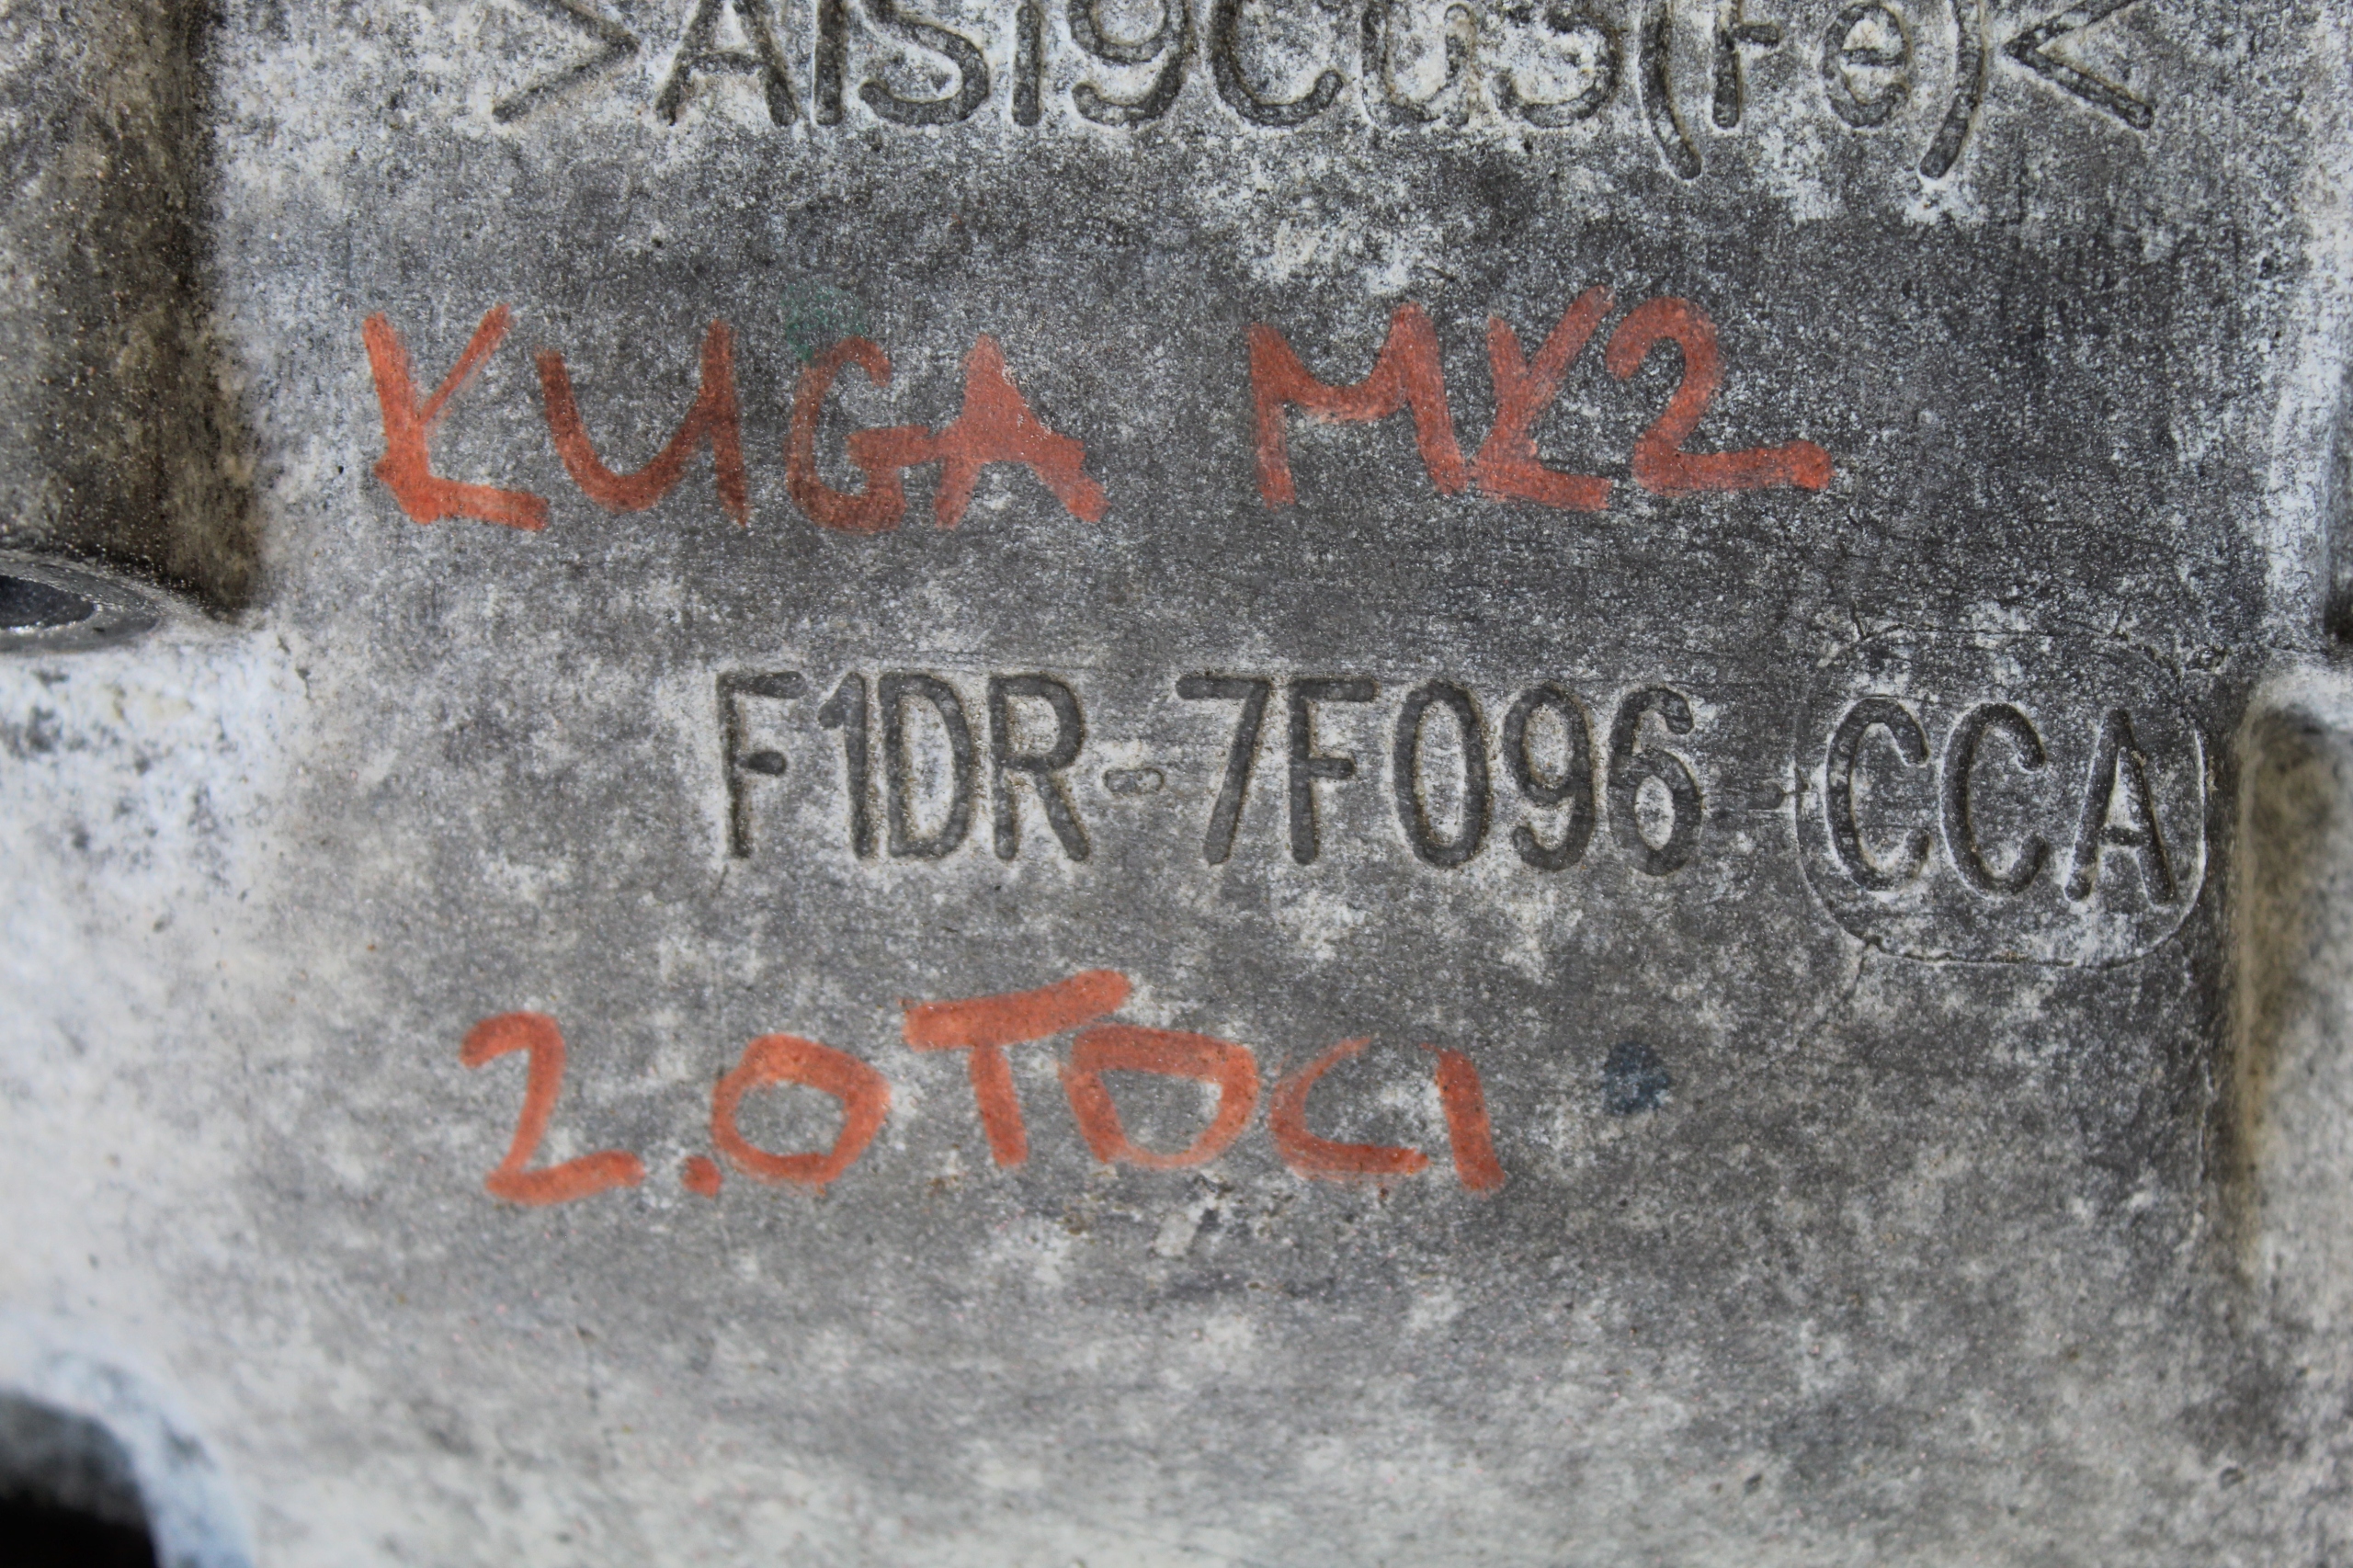 >AlSi9Cu3(Fe)<
KUGA MK2
F1DR-7F096 CCA
2.0TDCI